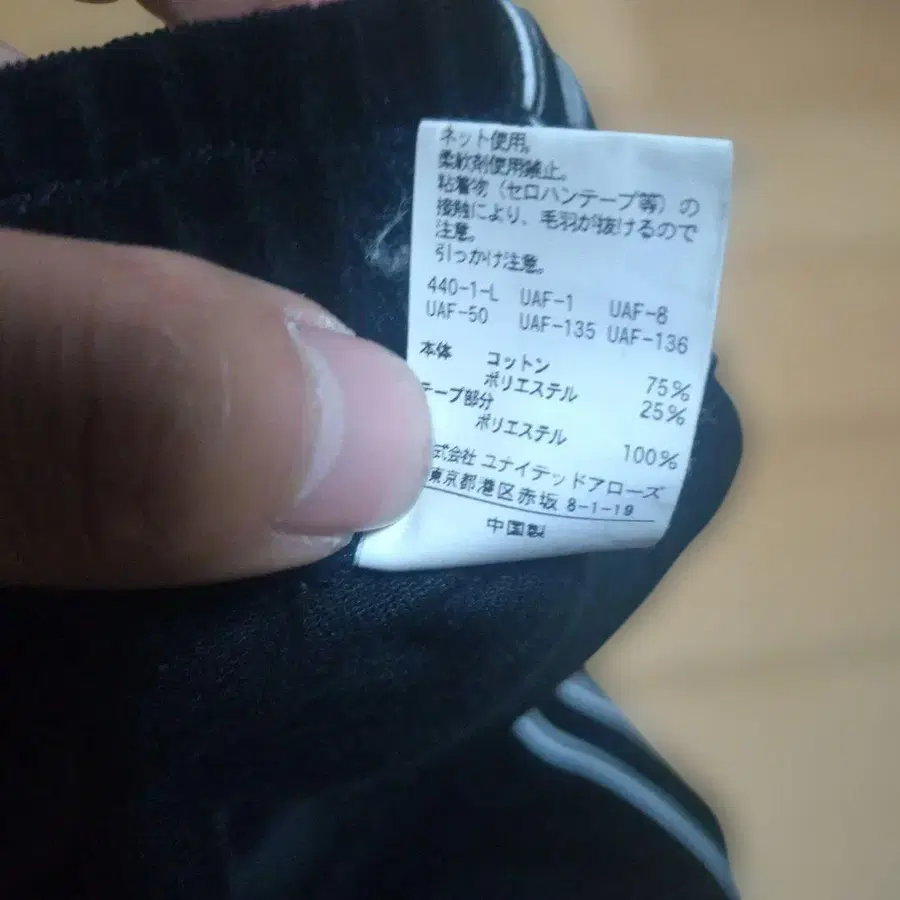 ネット使用。
柔軟剤使用禁止。
粘着物（セロハンテープ等）の
接触により、毛羽が抜けるので
注意。
引っかけ注意。
440-1-L UAF-1 UAF-8
UAF-50 UAF-135 UAF-136
本体 コットン 75%
ポリエステル 25%
テープ部分
ポリエステル 100%
式会社 ユナイテッドアローズ
東京都港区赤坂 8-1-19
中国製